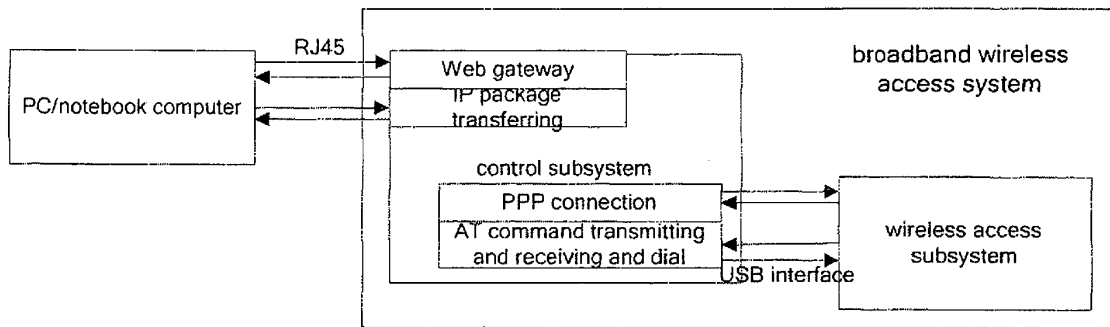 RJ45
broadband wireless
access system
Web gateway
PC/notebook computer
IP package
transferring
control subsystem
PPP connection
AT command transmitting
and receiving and dial
wireless access
subsystem
USB interface